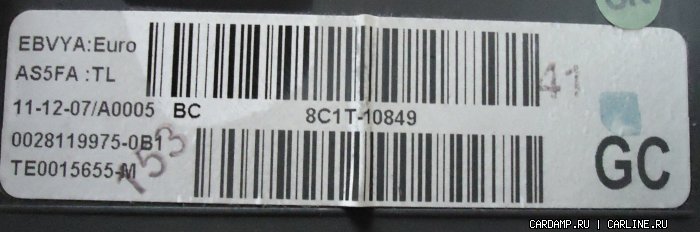 EBVYA:Euro
AS5FA :TL
11-12-07/A0005 BC 8C1T-10849
0028119975-0B1
TE0015655-M
GC
41
153
CARDAMP.RU | CARLINE.RU